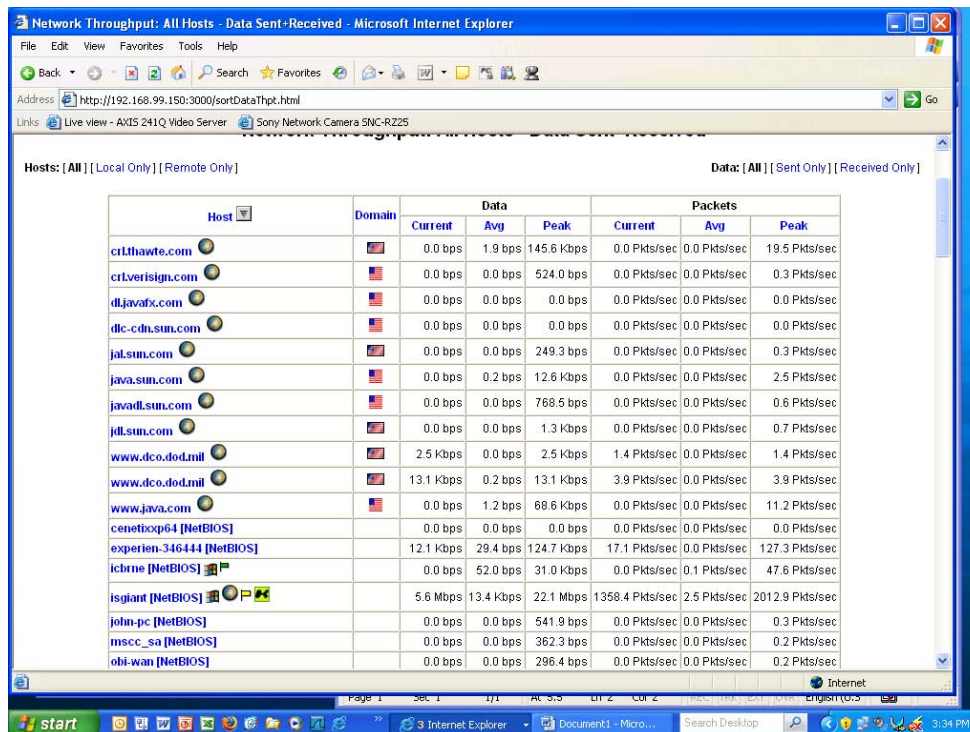 Network Throughput: All Hosts - Data Sent+Received - Microsoft Internet Explorer
File Edit View Favorites Tools Help
Back Search Favorites
Address http://192.168.99.150:3000/sortDataThpt.html Go
Links Live view - AXIS 241Q Video Server Sony Network Camera SNC-RZ25
Network Throughput: All Hosts - Data Sent+Received
Hosts: [ All ] [ Local Only ] [ Remote Only ] Data: [ All ] [ Sent Only ] [ Received Only ]
Host Domain Data Packets
Current Avg Peak Current Avg Peak
crl.thawte.com 0.0 bps 1.9 bps 145.6 Kbps 0.0 Pkts/sec 0.0 Pkts/sec 19.5 Pkts/sec
crl.verisign.com 0.0 bps 0.0 bps 524.0 bps 0.0 Pkts/sec 0.0 Pkts/sec 0.3 Pkts/sec
dl.javafx.com 0.0 bps 0.0 bps 0.0 bps 0.0 Pkts/sec 0.0 Pkts/sec 0.0 Pkts/sec
dlc-cdn.sun.com 0.0 bps 0.0 bps 0.0 bps 0.0 Pkts/sec 0.0 Pkts/sec 0.0 Pkts/sec
jal.sun.com 0.0 bps 0.0 bps 249.3 bps 0.0 Pkts/sec 0.0 Pkts/sec 0.3 Pkts/sec
java.sun.com 0.0 bps 0.2 bps 12.6 Kbps 0.0 Pkts/sec 0.0 Pkts/sec 2.5 Pkts/sec
javadl.sun.com 0.0 bps 0.0 bps 768.5 bps 0.0 Pkts/sec 0.0 Pkts/sec 0.6 Pkts/sec
jdl.sun.com 0.0 bps 0.0 bps 1.3 Kbps 0.0 Pkts/sec 0.0 Pkts/sec 0.7 Pkts/sec
www.dco.dod.mil 2.5 Kbps 0.0 bps 2.5 Kbps 1.4 Pkts/sec 0.0 Pkts/sec 1.4 Pkts/sec
www.dco.dod.mil 13.1 Kbps 0.2 bps 13.1 Kbps 3.9 Pkts/sec 0.0 Pkts/sec 3.9 Pkts/sec
www.java.com 0.0 bps 1.2 bps 68.6 Kbps 0.0 Pkts/sec 0.0 Pkts/sec 11.2 Pkts/sec
cenetixxp64 [NetBIOS] 0.0 bps 0.0 bps 0.0 bps 0.0 Pkts/sec 0.0 Pkts/sec 0.0 Pkts/sec
experien-346444 [NetBIOS] 12.1 Kbps 29.4 bps 124.7 Kbps 17.1 Pkts/sec 0.0 Pkts/sec 127.3 Pkts/sec
icbrne [NetBIOS] 0.0 bps 52.0 bps 31.0 Kbps 0.0 Pkts/sec 0.1 Pkts/sec 47.6 Pkts/sec
isgiant [NetBIOS] 5.6 Mbps 13.4 Kbps 22.1 Mbps 1358.4 Pkts/sec 2.5 Pkts/sec 2012.9 Pkts/sec
john-pc [NetBIOS] 0.0 bps 0.0 bps 541.9 bps 0.0 Pkts/sec 0.0 Pkts/sec 0.3 Pkts/sec
mscc_sa [NetBIOS] 0.0 bps 0.0 bps 362.3 bps 0.0 Pkts/sec 0.0 Pkts/sec 0.2 Pkts/sec
obi-wan [NetBIOS] 0.0 bps 0.0 bps 296.4 bps 0.0 Pkts/sec 0.0 Pkts/sec 0.2 Pkts/sec
Internet
Page 1 Sec 1 1/1 At 5.5 Ln 2 Col 2 REC TRK EXT OVR English (U.S
start 3 Internet Explorer Document1 - Micro... Search Desktop 3:34 PM